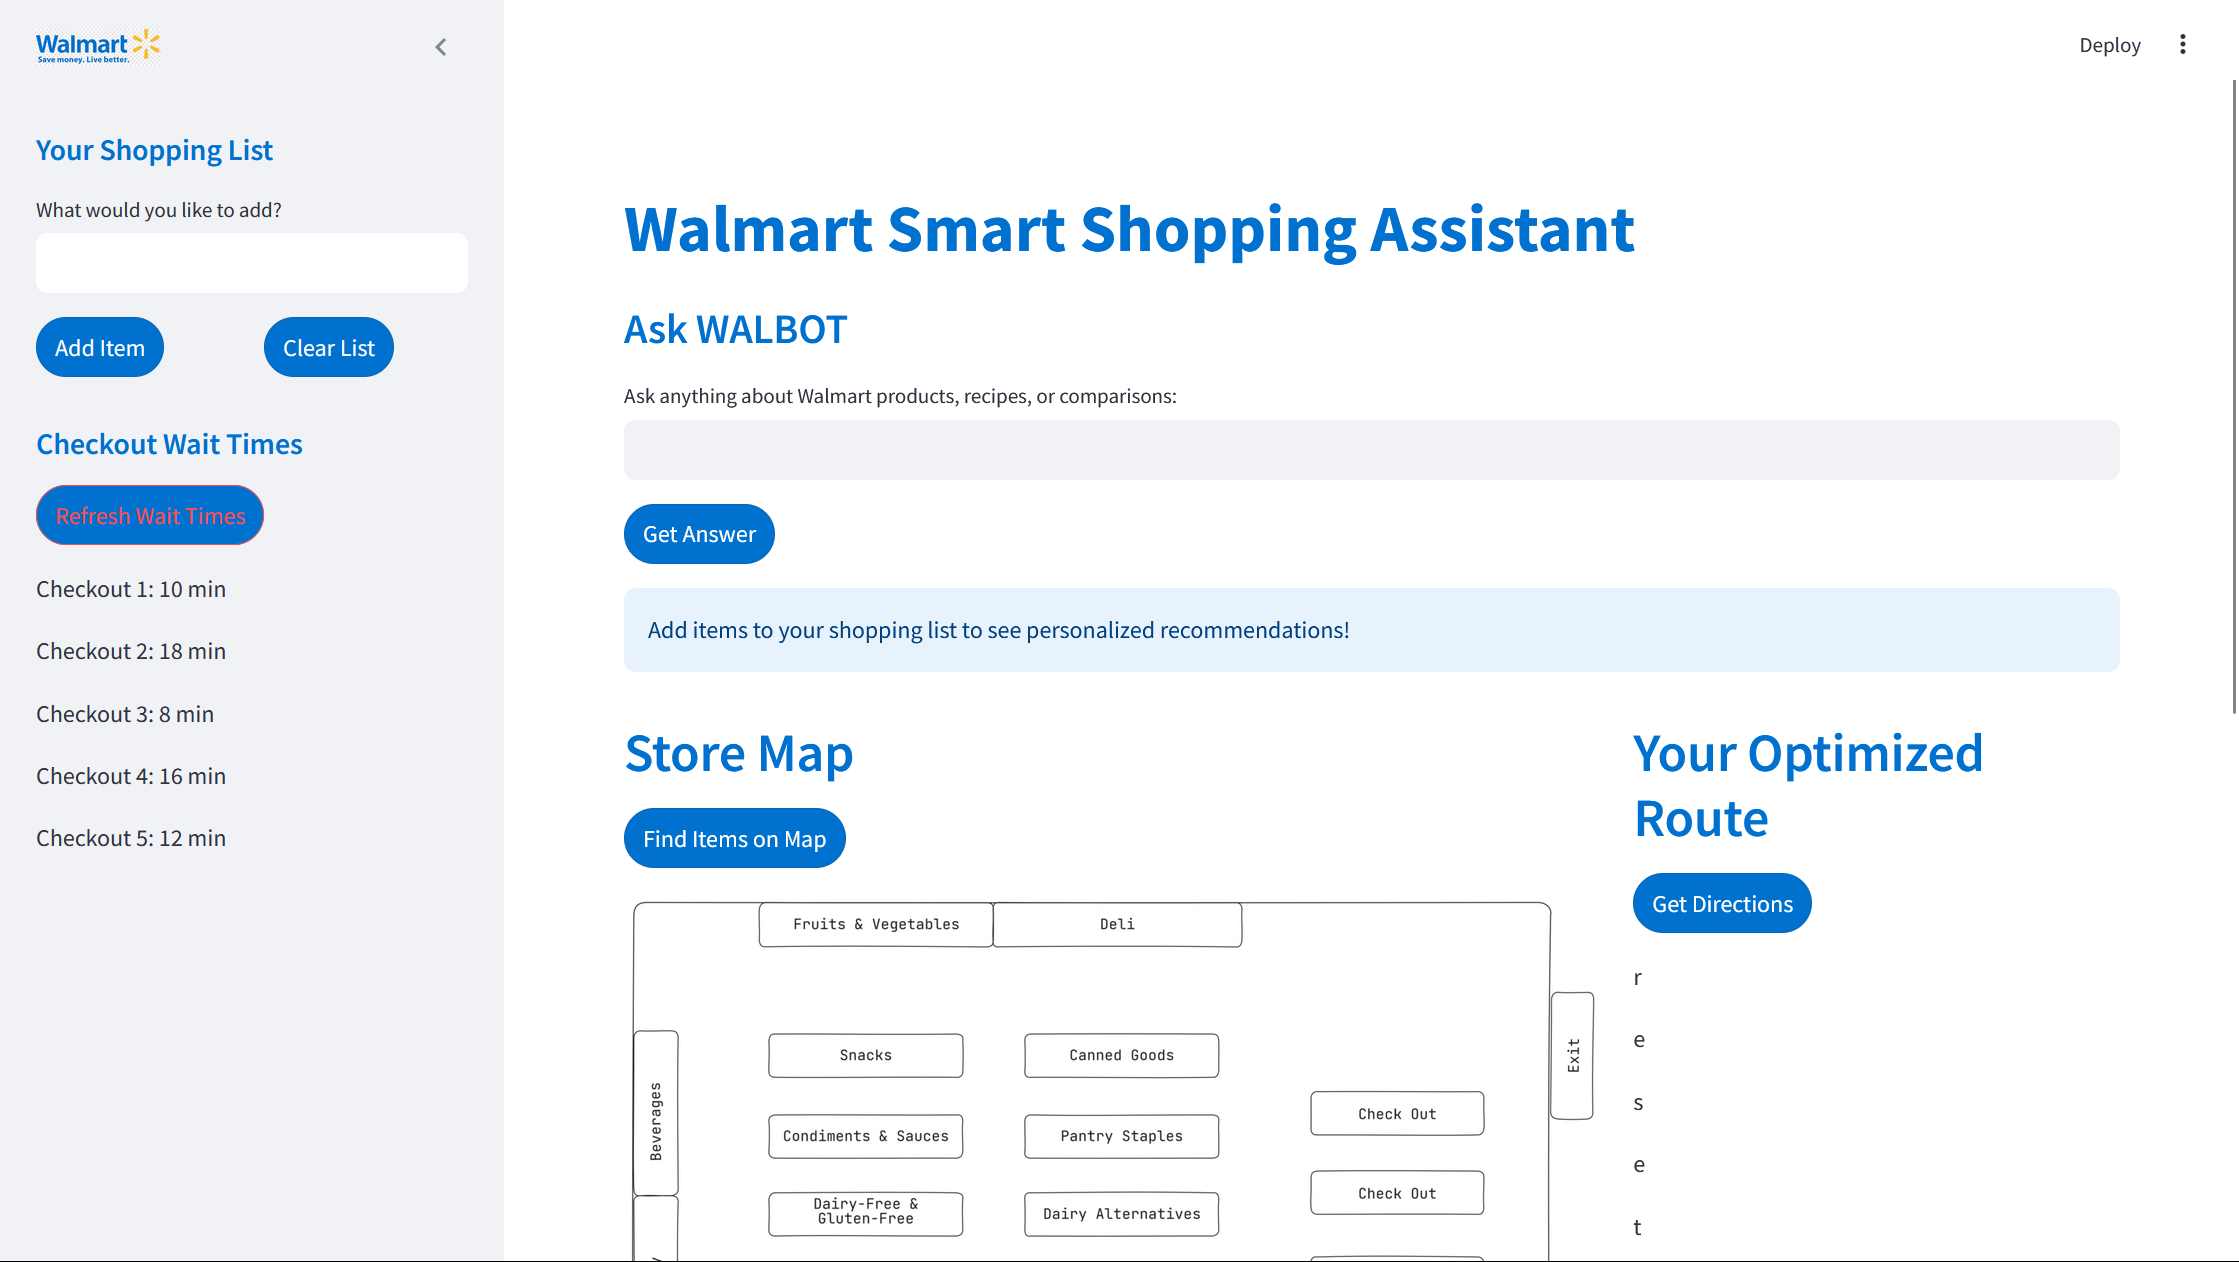 Walmart
Save money. Live better.
Your Shopping List
What would you like to add?
Add Item
Clear List
Checkout Wait Times
Refresh Wait Times
Checkout 1: 10 min
Checkout 2: 18 min
Checkout 3: 8 min
Checkout 4: 16 min
Checkout 5: 12 min
Deploy
Walmart Smart Shopping Assistant
Ask WALBOT
Ask anything about Walmart products, recipes, or comparisons:
Get Answer
Add items to your shopping list to see personalized recommendations!
Store Map
Find Items on Map
Fruits & Vegetables
Deli
Beverages
Snacks
Canned Goods
Condiments & Sauces
Pantry Staples
Dairy-Free &
Gluten-Free
Dairy Alternatives
Check Out
Check Out
Exit
Your Optimized
Route
Get Directions
r
e
s
e
t